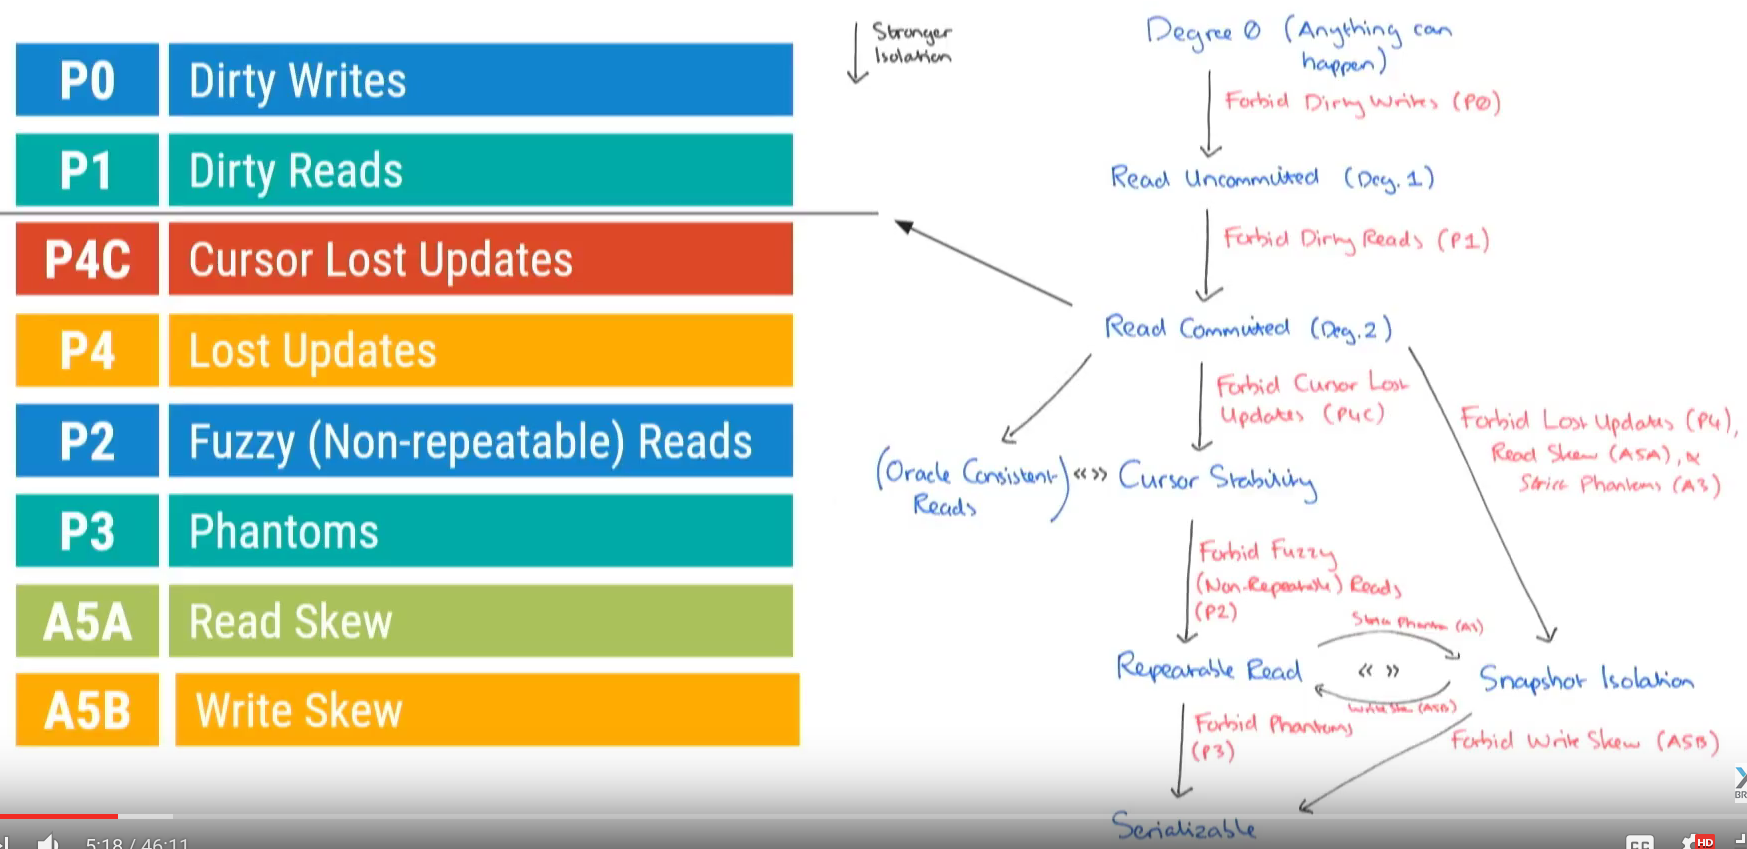 P0 Dirty Writes
P1 Dirty Reads
P4C Cursor Lost Updates
P4 Lost Updates
P2 Fuzzy (Non-repeatable) Reads
P3 Phantoms
A5A Read Skew
A5B Write Skew
Stronger
Isolation
Degree 0 (Anything can
happen)
Forbid Dirty Writes (P0)
Read Uncommitted (Deg. 1)
Forbid Dirty Reads (P1)
Read Committed (Deg. 2)
Forbid Cursor Lost
Updates (P4C)
Forbid Lost Updates (P4),
Read Skew (A5A), &
Strict Phantoms (A3)
(Oracle Consistent
Reads)
«» Cursor Stability
Forbid Fuzzy
(Non-Repeatable) Reads
(P2)
Strict Phantom (A3)
Repeatable Read « » Snapshot Isolation
Write Skew (A5B)
Forbid Phantoms
(P3)
Forbid Write Skew (A5B)
Serializable
BR
5:18 / 46:11
CC
HD